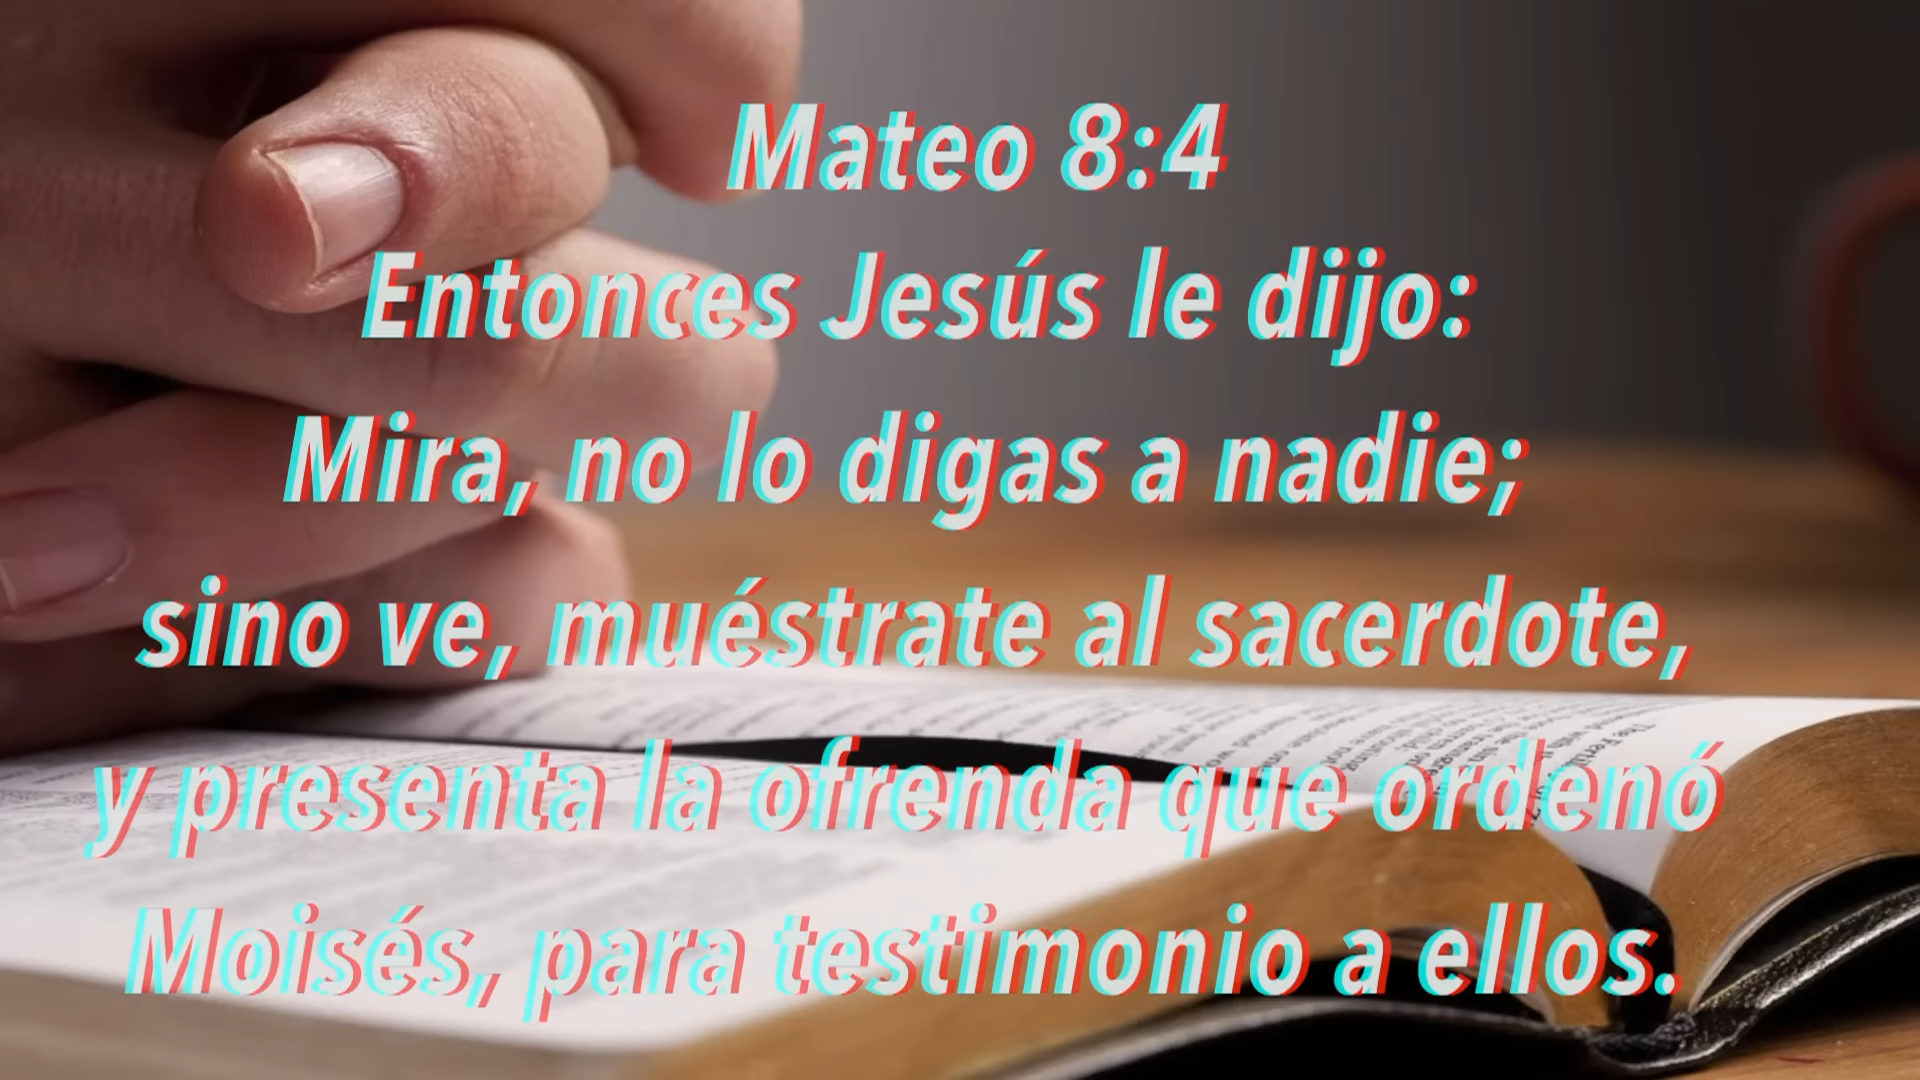 Mateo 8:4
Entonces Jesús le dijo:
Mira, no lo digas a nadie;
sino ve, muéstrate al sacerdote,
y presenta la ofrenda que ordenó
Moisés, para testimonio a ellos.